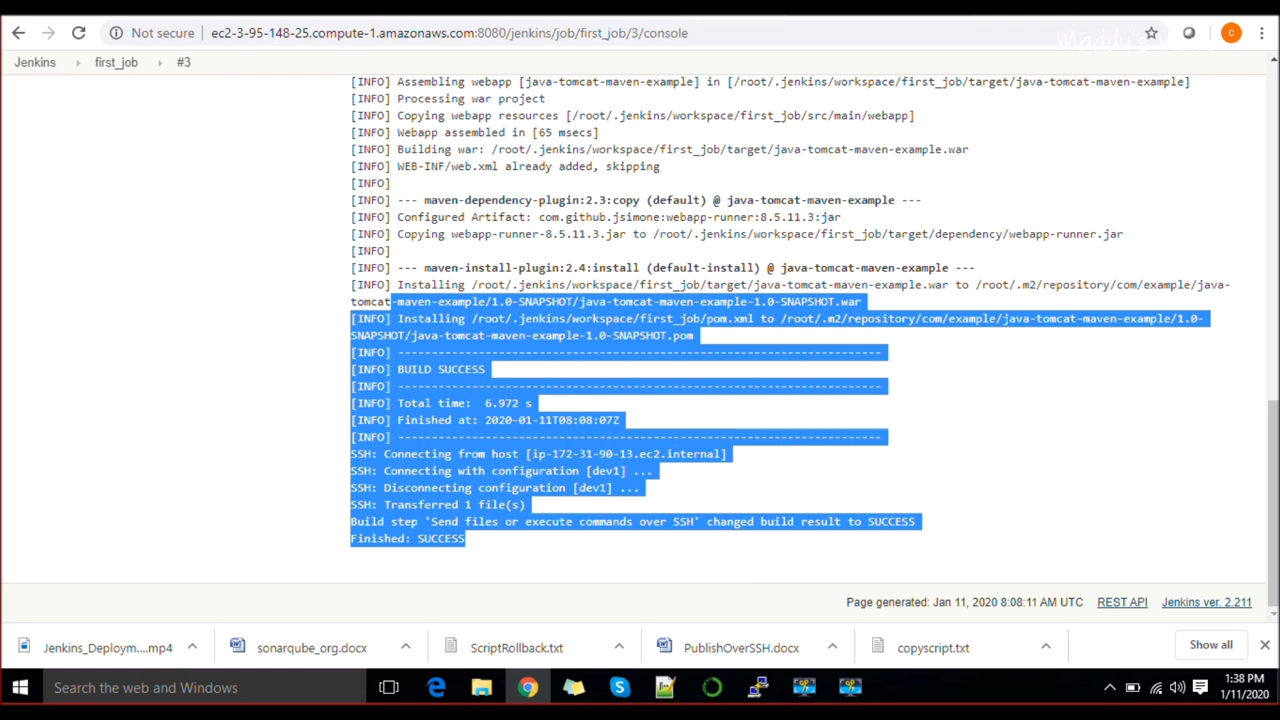 Not secure
ec2-3-95-148-25.compute-1.amazonaws.com:8080/jenkins/job/first_job/3/console
C
Jenkins
first_job
#3
[INFO] Assembling webapp [java-tomcat-maven-example] in [/root/.jenkins/workspace/first_job/target/java-tomcat-maven-example]
[INFO] Processing war project
[INFO] Copying webapp resources [/root/.jenkins/workspace/first_job/src/main/webapp]
[INFO] Webapp assembled in [65 msecs]
[INFO] Building war: /root/.jenkins/workspace/first_job/target/java-tomcat-maven-example.war
[INFO] WEB-INF/web.xml already added, skipping
[INFO]
[INFO] --- maven-dependency-plugin:2.3:copy (default) @ java-tomcat-maven-example ---
[INFO] Configured Artifact: com.github.jsimone:webapp-runner:8.5.11.3:jar
[INFO] Copying webapp-runner-8.5.11.3.jar to /root/.jenkins/workspace/first_job/target/dependency/webapp-runner.jar
[INFO]
[INFO] --- maven-install-plugin:2.4:install (default-install) @ java-tomcat-maven-example ---
[INFO] Installing /root/.jenkins/workspace/first_job/target/java-tomcat-maven-example.war to /root/.m2/repository/com/example/java-
tomcat-maven-example/1.0-SNAPSHOT/java-tomcat-maven-example-1.0-SNAPSHOT.war
[INFO] Installing /root/.jenkins/workspace/first_job/pom.xml to /root/.m2/repository/com/example/java-tomcat-maven-example/1.0-
SNAPSHOT/java-tomcat-maven-example-1.0-SNAPSHOT.pom
[INFO] ------------------------------------------------------------------------
[INFO] BUILD SUCCESS
[INFO] ------------------------------------------------------------------------
[INFO] Total time:  6.972 s
[INFO] Finished at: 2020-01-11T08:08:07Z
[INFO] ------------------------------------------------------------------------
SSH: Connecting from host [ip-172-31-90-13.ec2.internal]
SSH: Connecting with configuration [dev1] ...
SSH: Disconnecting configuration [dev1] ...
SSH: Transferred 1 file(s)
Build step 'Send files or execute commands over SSH' changed build result to SUCCESS
Finished: SUCCESS
Page generated: Jan 11, 2020 8:08:11 AM UTC
REST API
Jenkins ver. 2.211
Jenkins_Deploym....mp4
sonarqube_org.docx
ScriptRollback.txt
PublishOverSSH.docx
copyscript.txt
Show all
Search the web and Windows
1:38 PM
1/11/2020